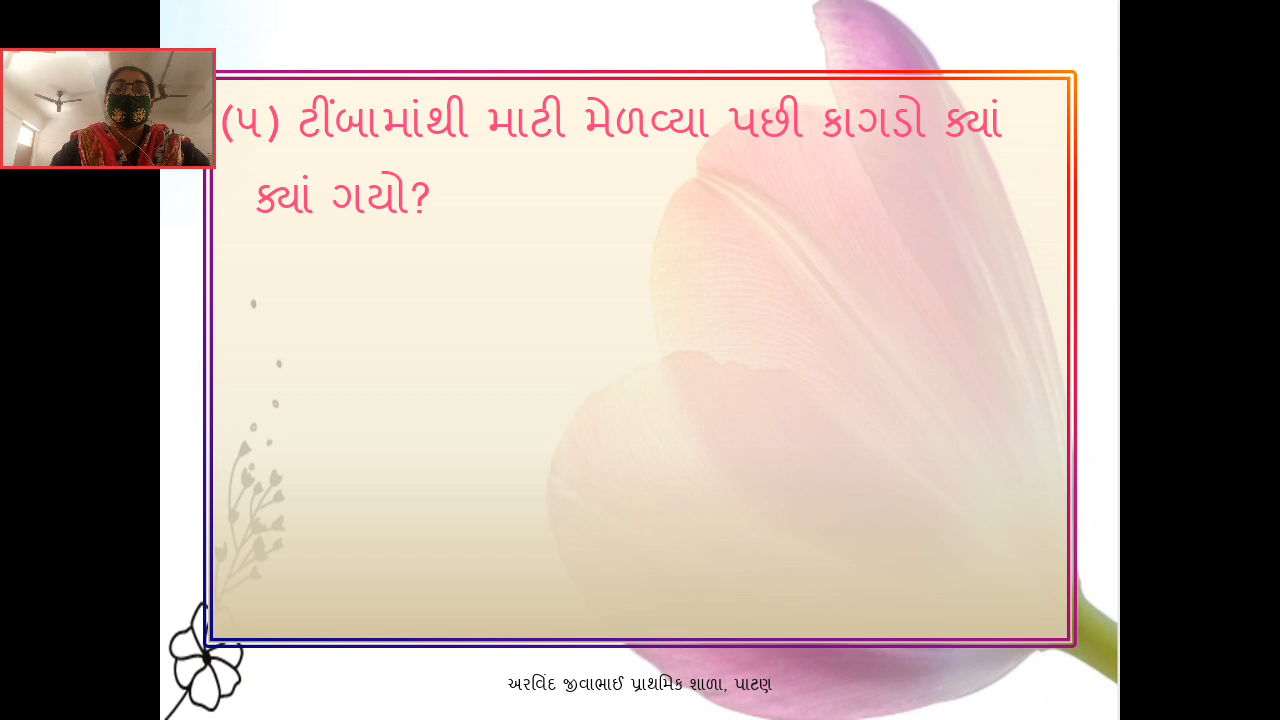 (૫) ટીંબામાંથી માટી મેળવ્યા પછી કાગડો ક્યાં
ક્યાં ગયો?
અરવિંદ જીવાભાઈ પ્રાથમિક શાળા, પાટણ